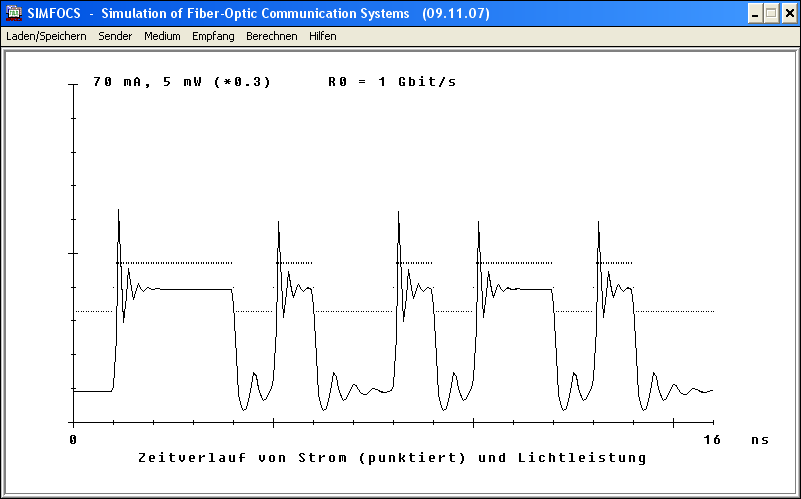 SIMFOCS - Simulation of Fiber-Optic Communication Systems (09.11.07)
Laden/Speichern Sender Medium Empfang Berechnen Hilfen
70 mA, 5 mW (*0.3) R0 = 1 Gbit/s
0 16 ns
Zeitverlauf von Strom (punktiert) und Lichtleistung